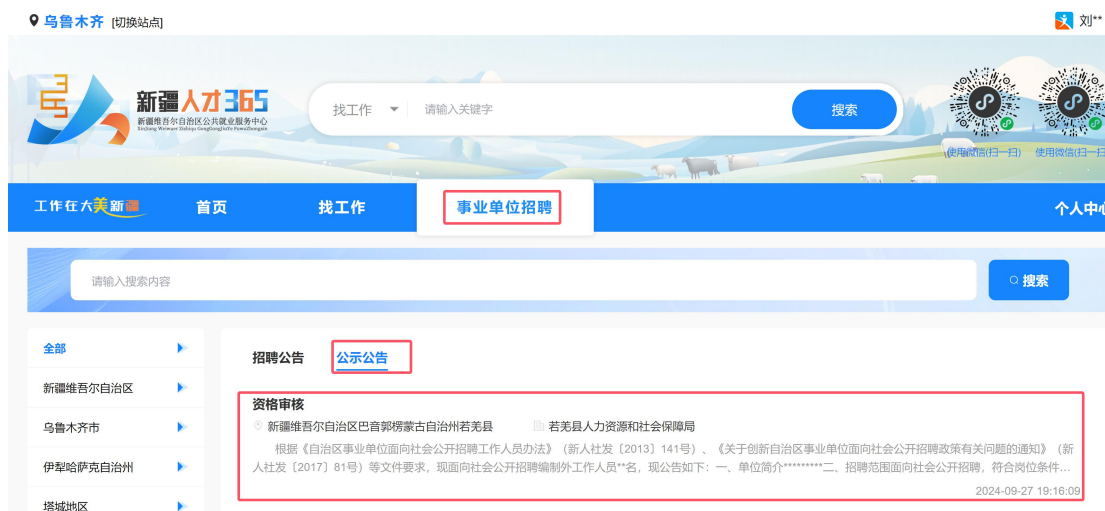 乌鲁木齐 [切换站点]
刘**
新疆人才365
新疆维吾尔自治区公共就业服务中心
找工作
请输入关键字
搜索
使用微信(扫一扫)
使用微信(扫一扫
工作在大美新疆
首页
找工作
事业单位招聘
个人中心
请输入搜索内容
搜索
全部
新疆维吾尔自治区
乌鲁木齐市
伊犁哈萨克自治州
塔城地区
招聘公告
公示公告
资格审核
新疆维吾尔自治区巴音郭楞蒙古自治州若羌县
若羌县人力资源和社会保障局
根据《自治区事业单位面向社会公开招聘工作人员办法》（新人社发〔2013〕141号）、《关于创新自治区事业单位面向社会公开招聘政策有关问题的通知》（新
人社发〔2017〕81号）等文件要求，现面向社会公开招聘编制外工作人员**名，现公告如下：一、单位简介*********二、招聘范围面向社会公开招聘，符合岗位条件...
2024-09-27 19:16:09